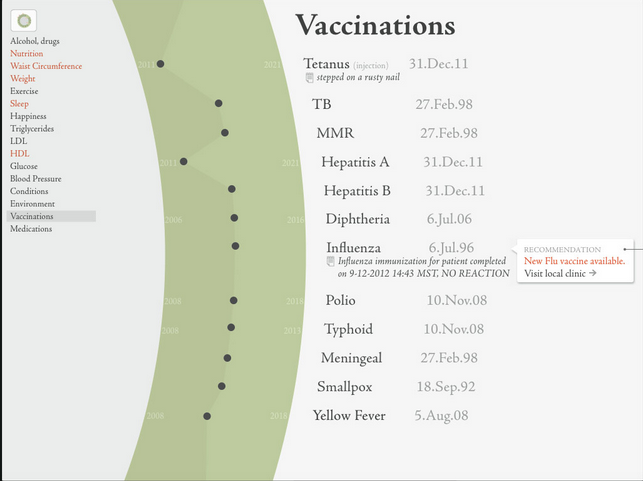 Vaccinations
Alcohol, drugs
Nutrition
Waist Circumference
Weight
Exercise
Sleep
Happiness
Triglycerides
LDL
HDL
Glucose
Blood Pressure
Conditions
Environment
Vaccinations
Medications
2011 2021 Tetanus (injection) 31.Dec.11
stepped on a rusty nail
TB 27.Feb.98
MMR 27.Feb.98
2011 2021 Hepatitis A 31.Dec.11
Hepatitis B 31.Dec.11
2006 2016 Diphtheria 6.Jul.06
Influenza 6.Jul.96
Influenza immunization for patient completed
on 9-12-2012 14:43 MST, NO REACTION
RECOMMENDATION
New Flu vaccine available.
Visit local clinic →
2008 2018 Polio 10.Nov.08
2008 2013 Typhoid 10.Nov.08
Meningeal 27.Feb.98
Smallpox 18.Sep.92
2008 2018 Yellow Fever 5.Aug.08